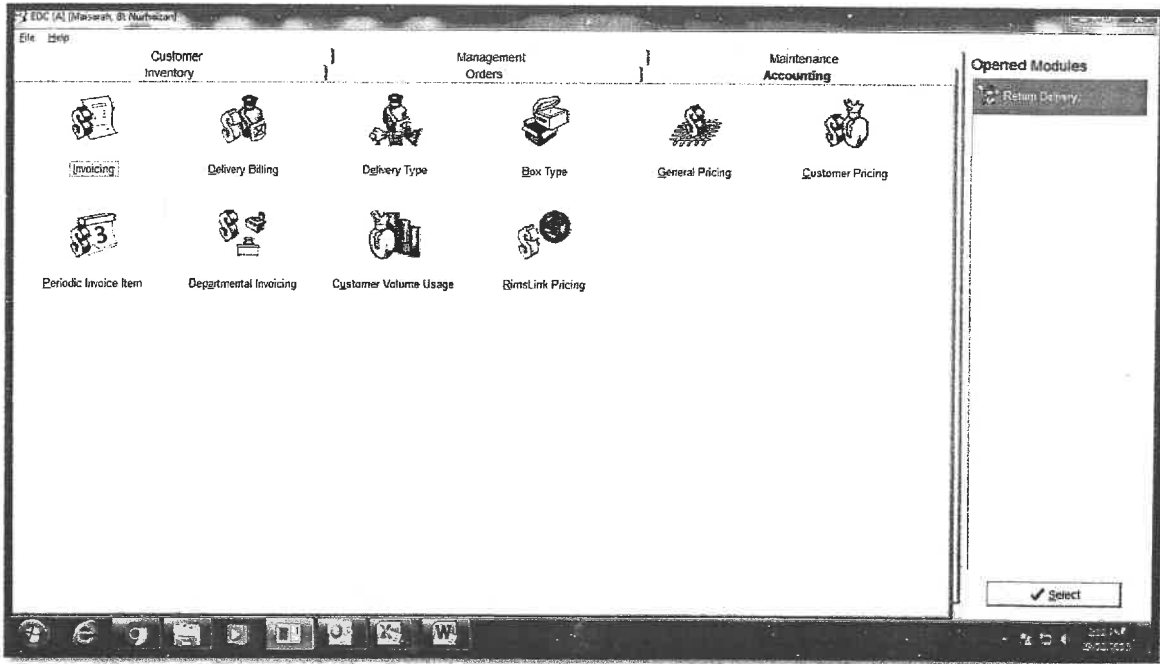 EDC [A] [Maisarah, Bt Nurhaizan]
File Help
Customer Management Maintenance
Inventory Orders Accounting
Opened Modules
Return Delivery
Invoicing Delivery Billing Delivery Type Box Type General Pricing Customer Pricing
Periodic Invoice Item Departmental Invoicing Customer Volume Usage RimsLink Pricing
3
Select